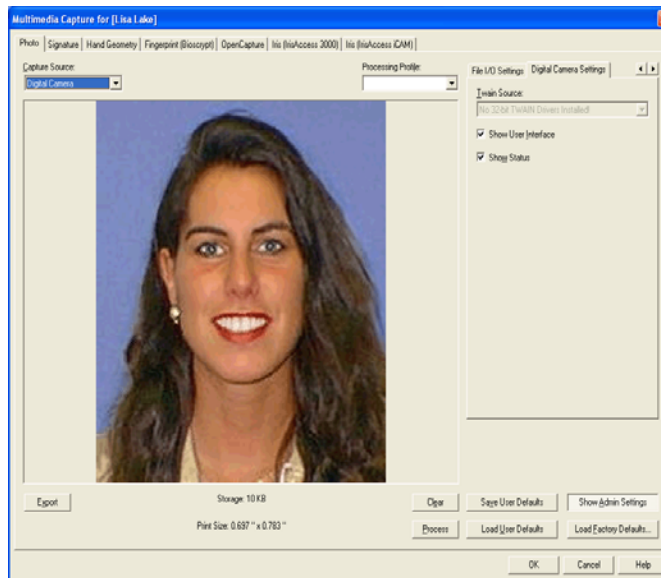 Multimedia Capture for [Lisa Lake]
Photo Signature Hand Geometry Fingerprint (Bioscrypt) OpenCapture Iris (IrisAccess 3000) Iris (IrisAccess iCAM)
Capture Source: Processing Profile:
Digital Camera
File I/O Settings Digital Camera Settings
Twain Source:
No 32-bit TWAIN Drivers Installed!
Show User Interface
Show Status
Export Storage: 10 KB Clear Save User Defaults Show Admin Settings
Print Size: 0.697 '' x 0.783 '' Process Load User Defaults Load Factory Defaults...
OK Cancel Help